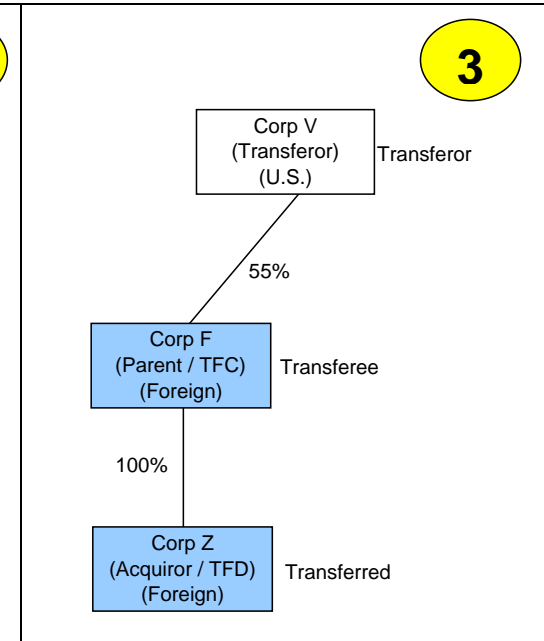 3
Corp V
(Transferor)
(U.S.)
Transferor
55%
Corp F
(Parent / TFC)
(Foreign)
Transferee
100%
Corp Z
(Acquiror / TFD)
(Foreign)
Transferred